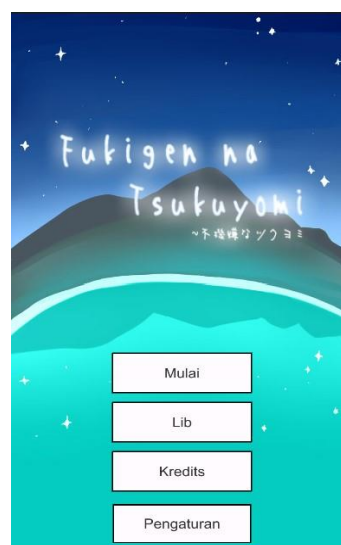 Fukigen na
Tsukuyomi
~不機嫌なツクヨミ
Mulai
Lib
Kredits
Pengaturan